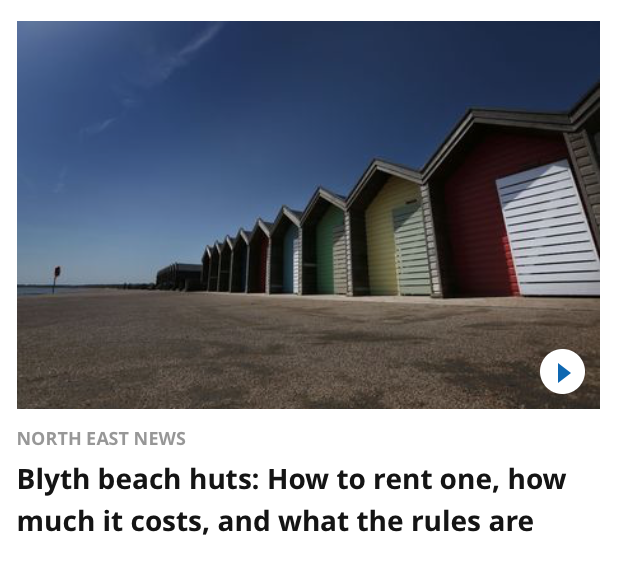 NORTH EAST NEWS
Blyth beach huts: How to rent one, how
much it costs, and what the rules are